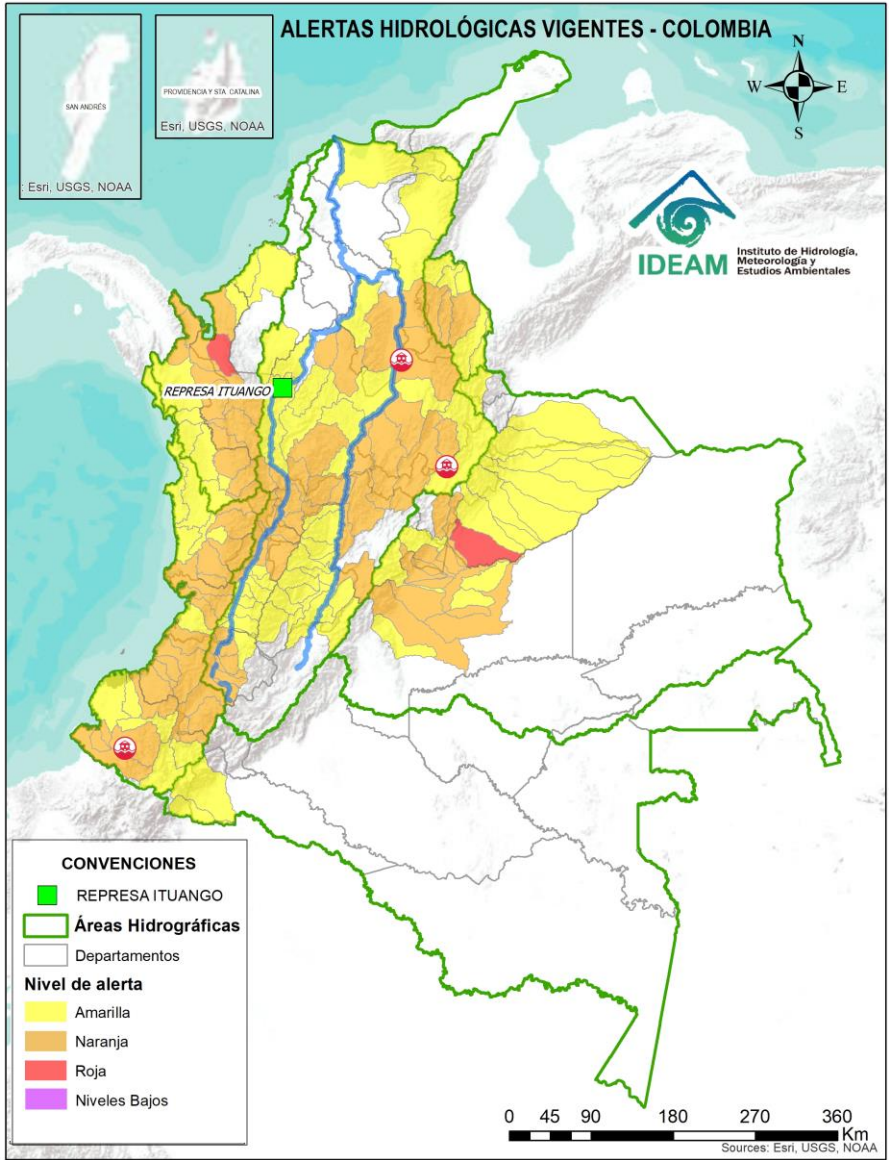 ALERTAS HIDROLÓGICAS VIGENTES - COLOMBIA
SAN ANDRÉS
: Esri, USGS, NOAA
PROVIDENCIA Y STA. CATALINA
Esri, USGS, NOAA
N
W
E
S
IDEAM
Instituto de Hidrología,
Meteorología y
Estudios Ambientales
REPRESA ITUANGO
CONVENCIONES
REPRESA ITUANGO
Áreas Hidrográficas
Departamentos
Nivel de alerta
Amarilla
Naranja
Roja
Niveles Bajos
0 45 90 180 270 360
Km
Sources: Esri, USGS, NOAA